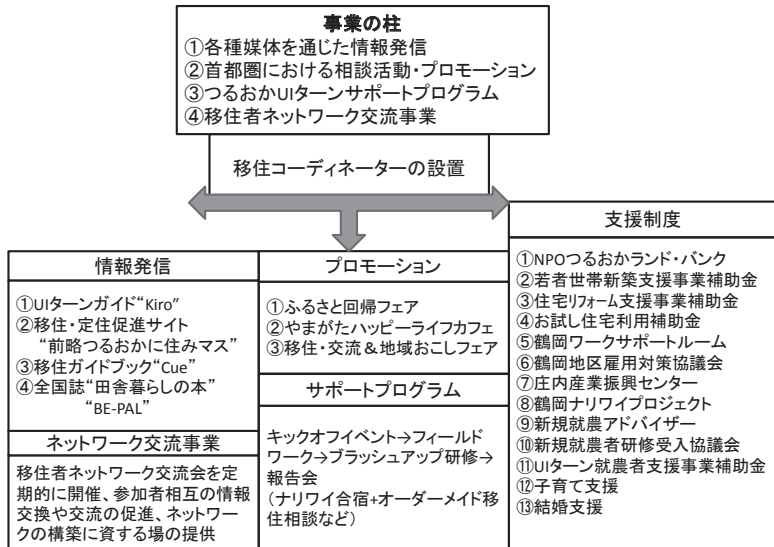 事業の柱
①各種媒体を通じた情報発信
②首都圏における相談活動・プロモーション
③つるおかUIターンサポートプログラム
④移住者ネットワーク交流事業
移住コーディネーターの設置
情報発信
①UIターンガイド“Kiro”
②移住・定住促進サイト
“前略つるおかに住みマス”
③移住ガイドブック“Cue”
④全国誌“田舎暮らしの本”
“BE-PAL”
ネットワーク交流事業
移住者ネットワーク交流会を定
期的に開催、参加者相互の情報
交換や交流の促進、ネットワー
クの構築に資する場の提供
プロモーション
①ふるさと回帰フェア
②やまがたハッピーライフカフェ
③移住・交流＆地域おこしフェア
サポートプログラム
キックオフイベント→フィールド
ワーク→ブラッシュアップ研修→
報告会
（ナリワイ合宿+オーダーメイド移
住相談など）
支援制度
①NPOつるおかランド・バンク
②若者世帯新築支援事業補助金
③住宅リフォーム支援事業補助金
④お試し住宅利用補助金
⑤鶴岡ワークサポートルーム
⑥鶴岡地区雇用対策協議会
⑦庄内産業振興センター
⑧鶴岡ナリワイプロジェクト
⑨新規就農アドバイザー
⑩新規就農者研修受入協議会
⑪UIターン就農者支援事業補助金
⑫子育て支援
⑬結婚支援